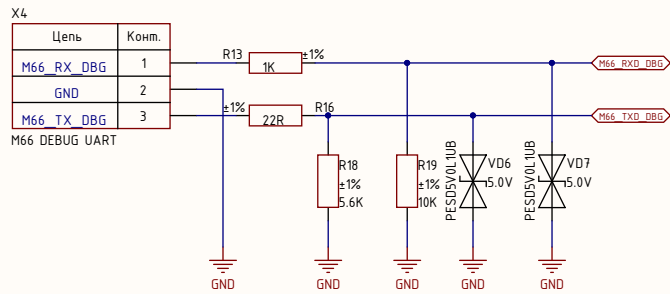 X4
Цепь Конт.
M66_RX_DBG 1
GND 2
M66_TX_DBG 3
M66 DEBUG UART
R13 1K ±1%
±1% 22R R16
M66_RXD_DBG
M66_TXD_DBG
R18
±1%
5.6K
R19
±1%
10K
PESD5V0L1UB
VD6
5.0V
PESD5V0L1UB
VD7
5.0V
GND
GND
GND
GND
GND